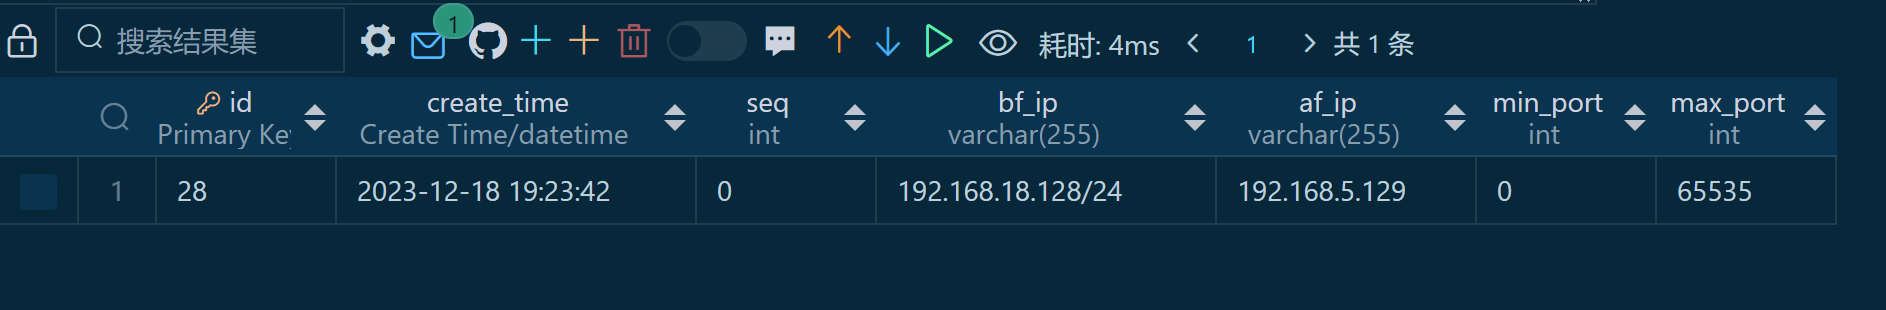 搜索结果集 1 耗时: 4ms 1 共 1 条
id create_time seq bf_ip af_ip min_port max_port
Primary Key Create Time/datetime int varchar(255) varchar(255) int int
1 28 2023-12-18 19:23:42 0 192.168.18.128/24 192.168.5.129 0 65535